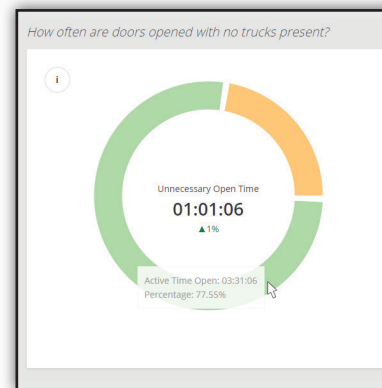 How often are doors opened with no trucks present?
i
Unnecessary Open Time
01:01:06
▲1%
Active Time Open: 03:31:06
Percentage: 77.55%